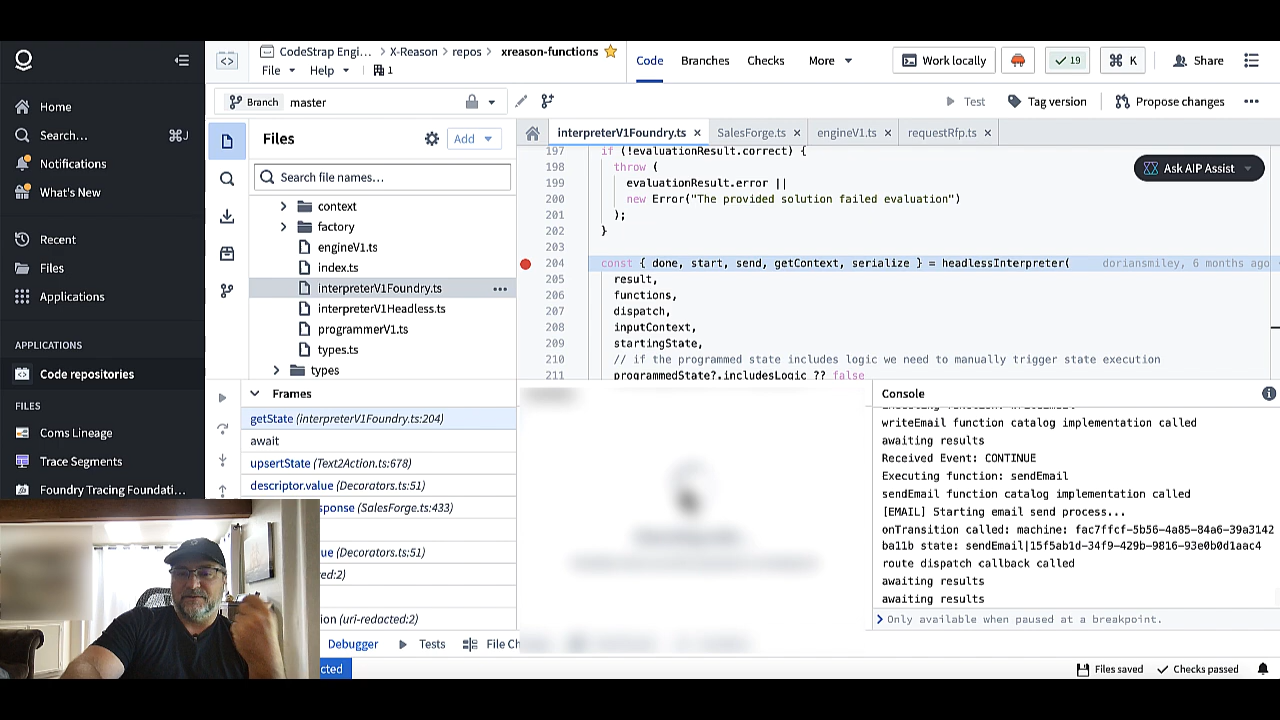 CodeStrap Engi... > X-Reason > repos > xreason-functions
File Help 1
Code Branches Checks More
Work locally
19
⌘ K
Share
Home
Search... ⌘J
Notifications
What's New
Recent
Files
Applications
APPLICATIONS
Code repositories
FILES
Coms Lineage
Trace Segments
Foundry Tracing Foundati...
Branch master
Test Tag version Propose changes
Files
Add
Search file names...
context
factory
engineV1.ts
index.ts
interpreterV1Foundry.ts
interpreterV1Headless.ts
programmerV1.ts
types.ts
types
interpreterV1Foundry.ts SalesForge.ts engineV1.ts requestRfp.ts
Ask AIP Assist
197 if (!evaluationResult.correct) {
198 throw (
199 evaluationResult.error ||
200 new Error("The provided solution failed evaluation")
201 );
202 }
203
204 const { done, start, send, getContext, serialize } = headlessInterpreter( doriansmiley, 6 months ago
205 result,
206 functions,
207 dispatch,
208 inputContext,
209 startingState,
210 // if the programmed state includes logic we need to manually trigger state execution
211 programmedState?.includesLogic ?? false
Frames
getState (interpreterV1Foundry.ts:204)
await
upsertState (Text2Action.ts:678)
descriptor.value (Decorators.ts:51)
sponse (SalesForge.ts:433)
ue (Decorators.ts:51)
ed:2)
ion (uri-redacted:2)
Console
writeEmail function catalog implementation called
awaiting results
Received Event: CONTINUE
Executing function: sendEmail
sendEmail function catalog implementation called
[EMAIL] Starting email send process...
onTransition called: machine: fac7ffcf-5b56-4a85-84a6-39a3142
ba11b state: sendEmail|15f5ab1d-34f9-429b-9816-93e0b0d1aac4
route dispatch callback called
awaiting results
awaiting results
Only available when paused at a breakpoint.
Debugger Tests File Ch
cted
Files saved Checks passed